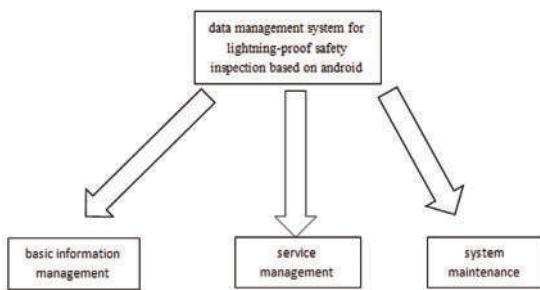 data management system for
lightning-proof safety
inspection based on android
basic information
management
service
management
system
maintenance